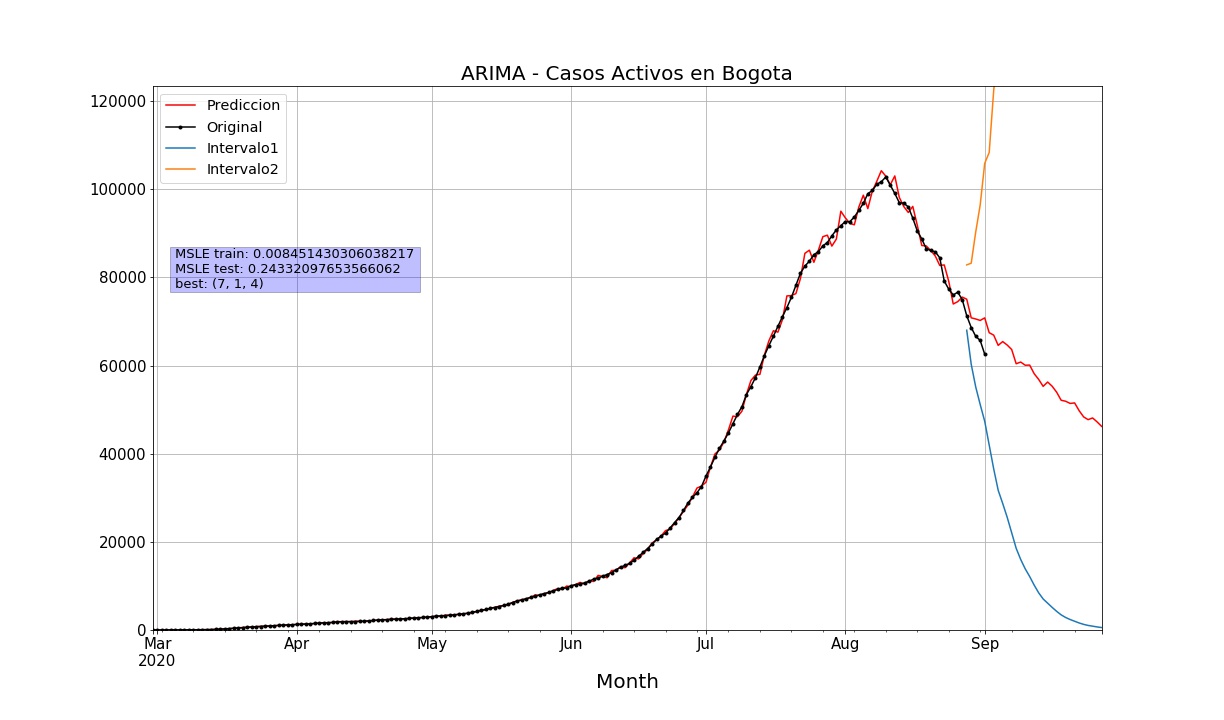 ARIMA - Casos Activos en Bogota
120000
100000
80000
60000
40000
20000
0
Prediccion
Original
Intervalo1
Intervalo2
MSLE train: 0.008451430306038217
MSLE test: 0.24332097653566062
best: (7, 1, 4)
Mar Apr May Jun Jul Aug Sep
2020
Month